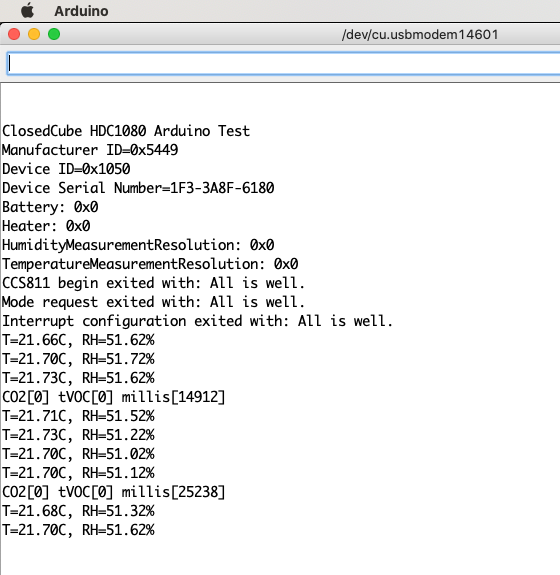 Arduino
/dev/cu.usbmodem14601
ClosedCube HDC1080 Arduino Test
Manufacturer ID=0x5449
Device ID=0x1050
Device Serial Number=1F3-3A8F-6180
Battery: 0x0
Heater: 0x0
HumidityMeasurementResolution: 0x0
TemperatureMeasurementResolution: 0x0
CCS811 begin exited with: All is well.
Mode request exited with: All is well.
Interrupt configuration exited with: All is well.
T=21.66C, RH=51.62%
T=21.70C, RH=51.72%
T=21.73C, RH=51.62%
CO2[0] tVOC[0] millis[14912]
T=21.71C, RH=51.52%
T=21.73C, RH=51.22%
T=21.70C, RH=51.02%
T=21.70C, RH=51.12%
CO2[0] tVOC[0] millis[25238]
T=21.68C, RH=51.32%
T=21.70C, RH=51.62%